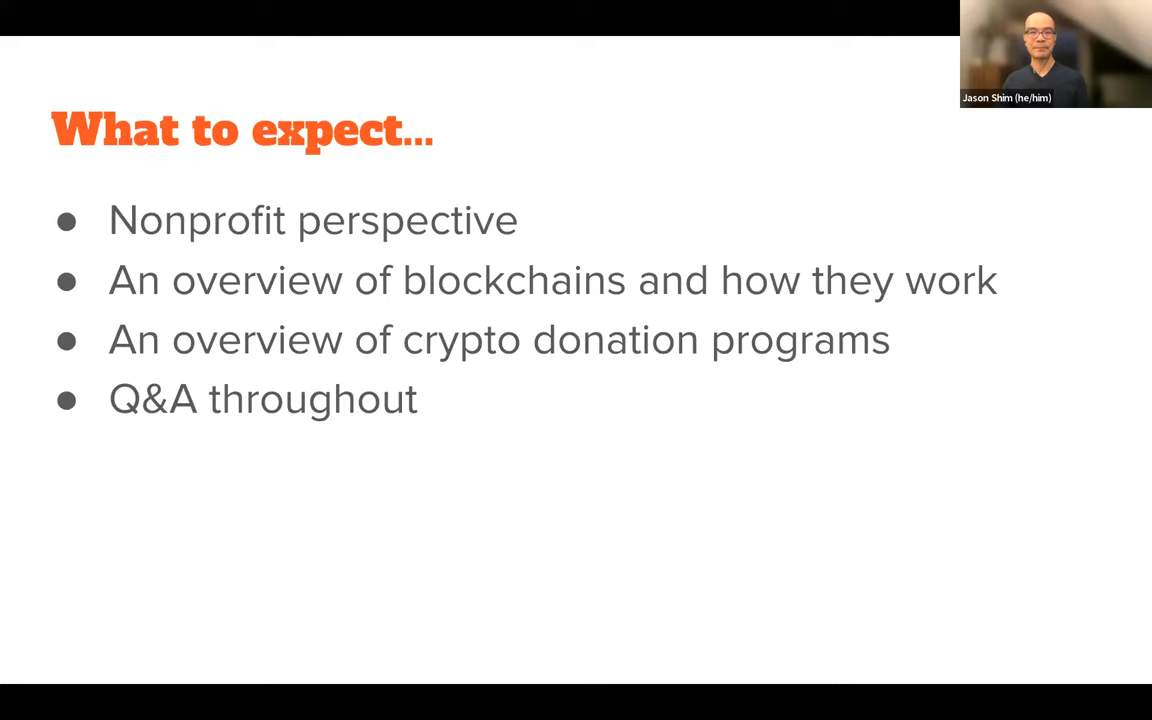 Jason Shim (he/him)
What to expect...
● Nonprofit perspective
● An overview of blockchains and how they work
● An overview of crypto donation programs
● Q&A throughout